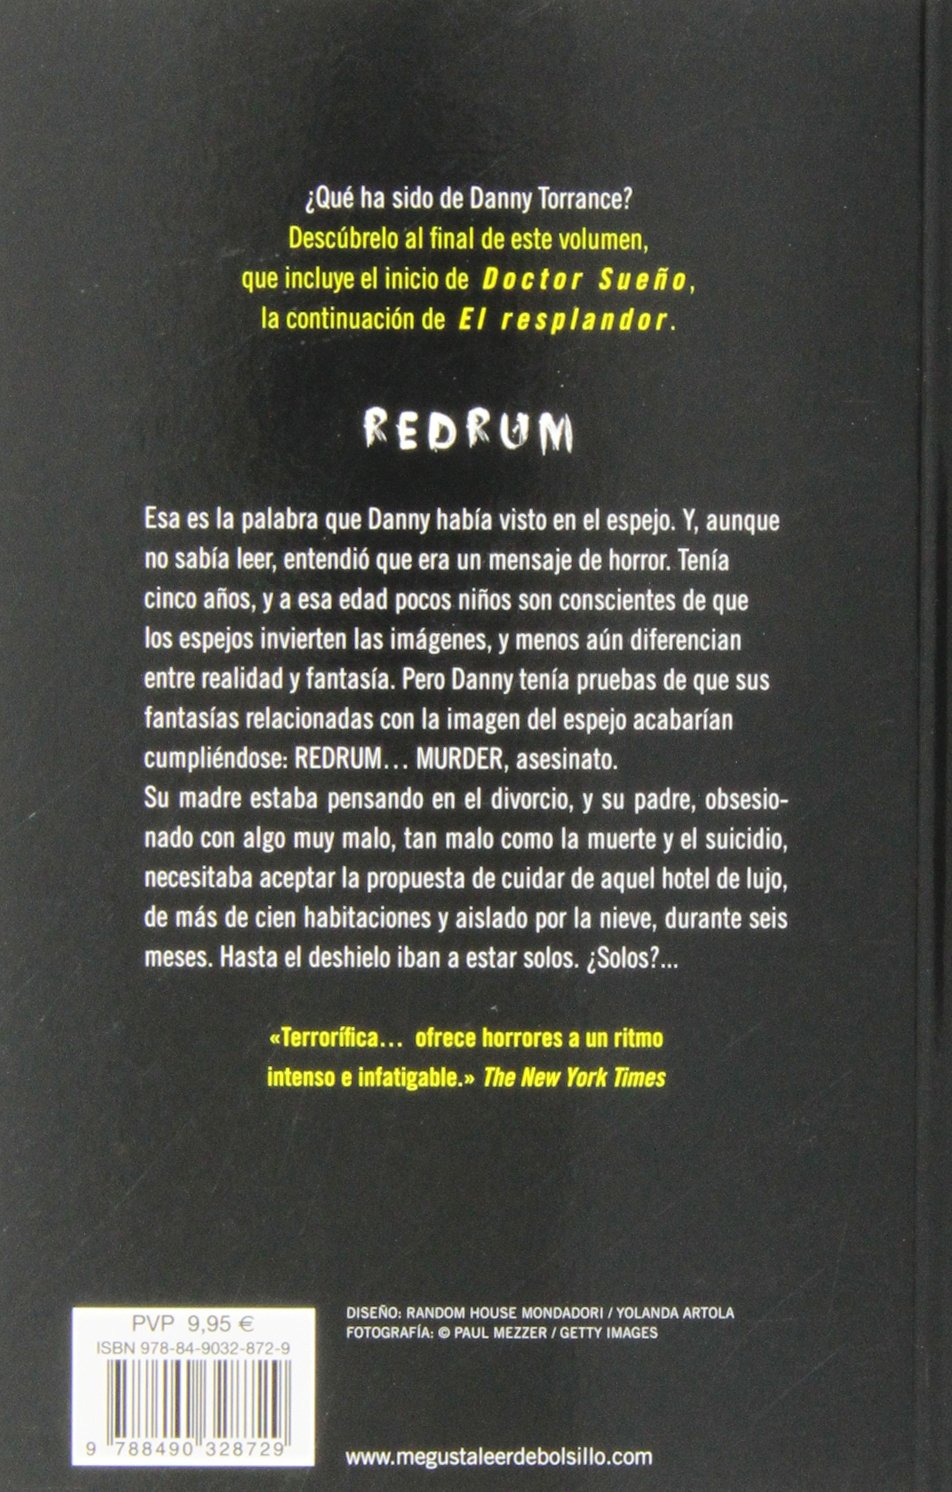 ¿Qué ha sido de Danny Torrance?
Descúbrelo al final de este volumen,
que incluye el inicio de Doctor Sueño,
la continuación de El resplandor.
REDRUM
Esa es la palabra que Danny había visto en el espejo. Y, aunque
no sabía leer, entendió que era un mensaje de horror. Tenía
cinco años, y a esa edad pocos niños son conscientes de que
los espejos invierten las imágenes, y menos aún diferencian
entre realidad y fantasía. Pero Danny tenía pruebas de que sus
fantasías relacionadas con la imagen del espejo acabarían
cumpliéndose: REDRUM... MURDER, asesinato.
Su madre estaba pensando en el divorcio, y su padre, obsesio-
nado con algo muy malo, tan malo como la muerte y el suicidio,
necesitaba aceptar la propuesta de cuidar de aquel hotel de lujo,
de más de cien habitaciones y aislado por la nieve, durante seis
meses. Hasta el deshielo iban a estar solos. ¿Solos?...
«Terrorífica... ofrece horrores a un ritmo
intenso e infatigable.» The New York Times
PVP 9,95 €
ISBN 978-84-9032-872-9
9 788490 328729
DISEÑO: RANDOM HOUSE MONDADORI / YOLANDA ARTOLA
FOTOGRAFÍA: © PAUL MEZZER / GETTY IMAGES
www.megustaleerdebolsillo.com